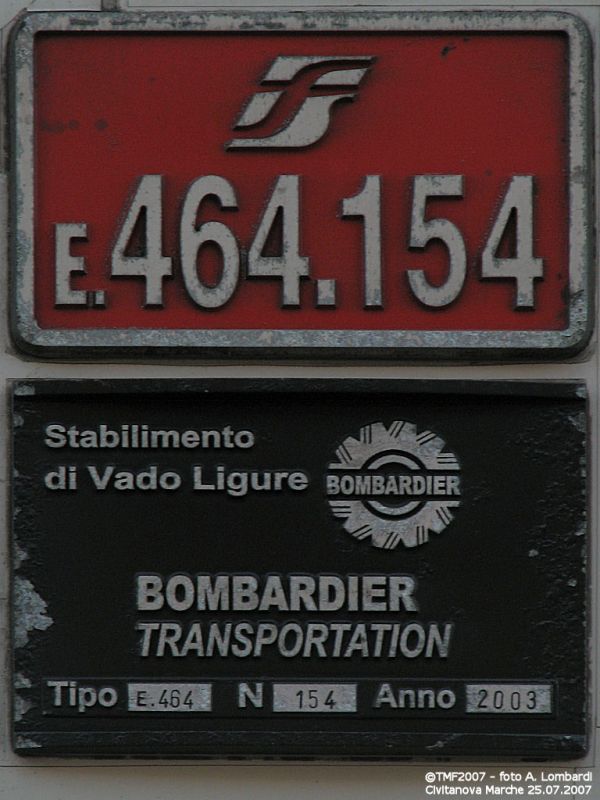 E.464.154
Stabilimento
di Vado Ligure
BOMBARDIER
BOMBARDIER
TRANSPORTATION
Tipo E.464 N 154 Anno 2003
©TMF2007 - foto A. Lombardi
Civitanova Marche 25.07.2007